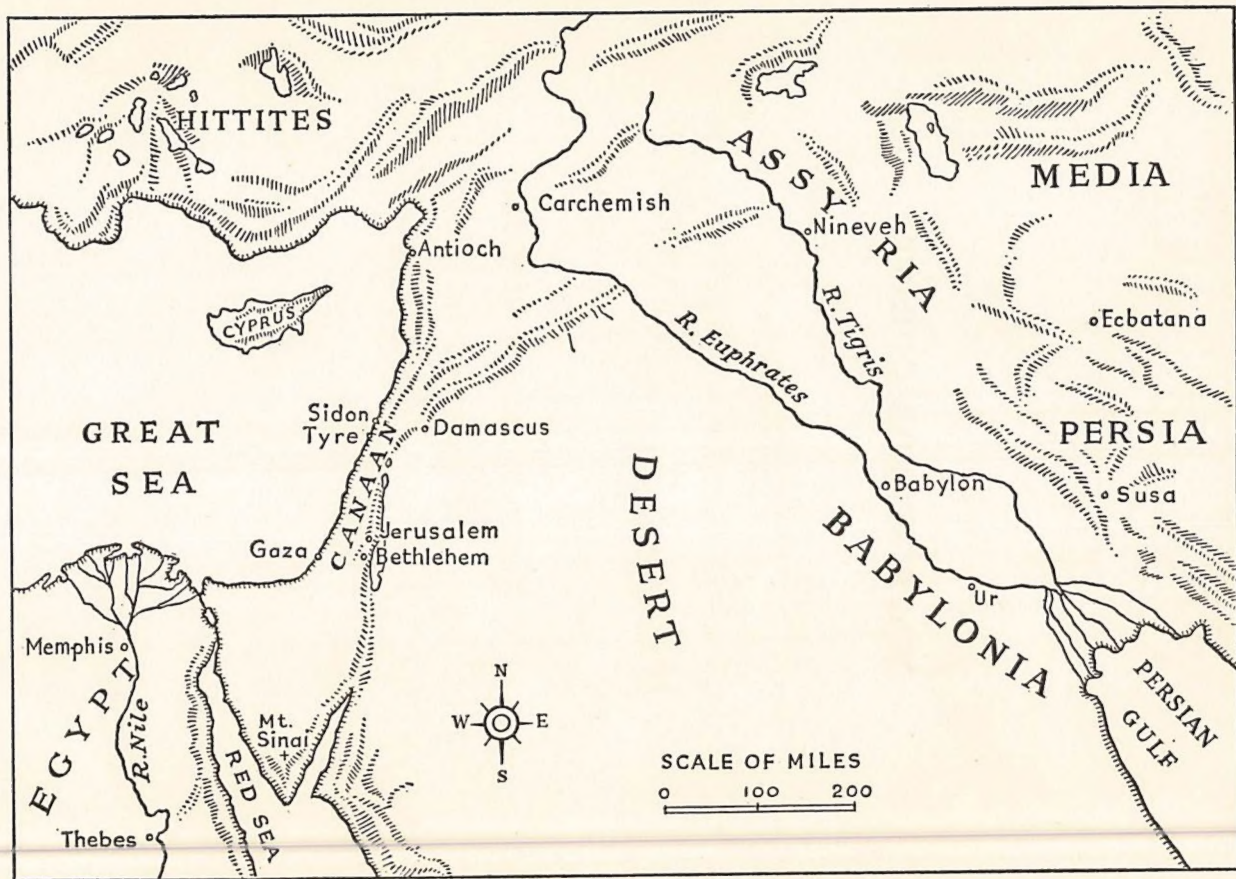 HITTITES
ASSYRIA
MEDIA
Carchemish
Nineveh
Antioch
CYPRUS
R. Tigris
Ecbatana
R. Euphrates
GREAT
SEA
Sidon
Tyre
Damascus
CANAAN
PERSIA
DESERT
Babylon
Susa
Jerusalem
Gaza
Bethlehem
BABYLONIA
Ur
Memphis
EGYPT
R. Nile
Mt.
Sinai
RED SEA
N
W E
S
PERSIAN
GULF
SCALE OF MILES
0 100 200
Thebes